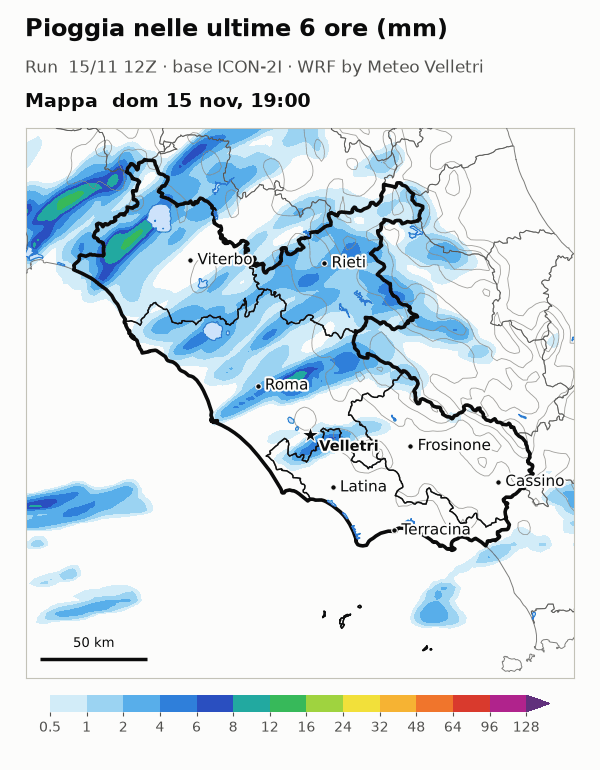 Pioggia nelle ultime 6 ore (mm)
Run 15/11 12Z · base ICON-2I · WRF by Meteo Velletri
Mappa dom 15 nov, 19:00
Viterbo
Rieti
Roma
Velletri
Frosinone
Latina
Cassino
Terracina
50 km
0.5 1 2 4 6 8 12 16 24 32 48 64 96 128